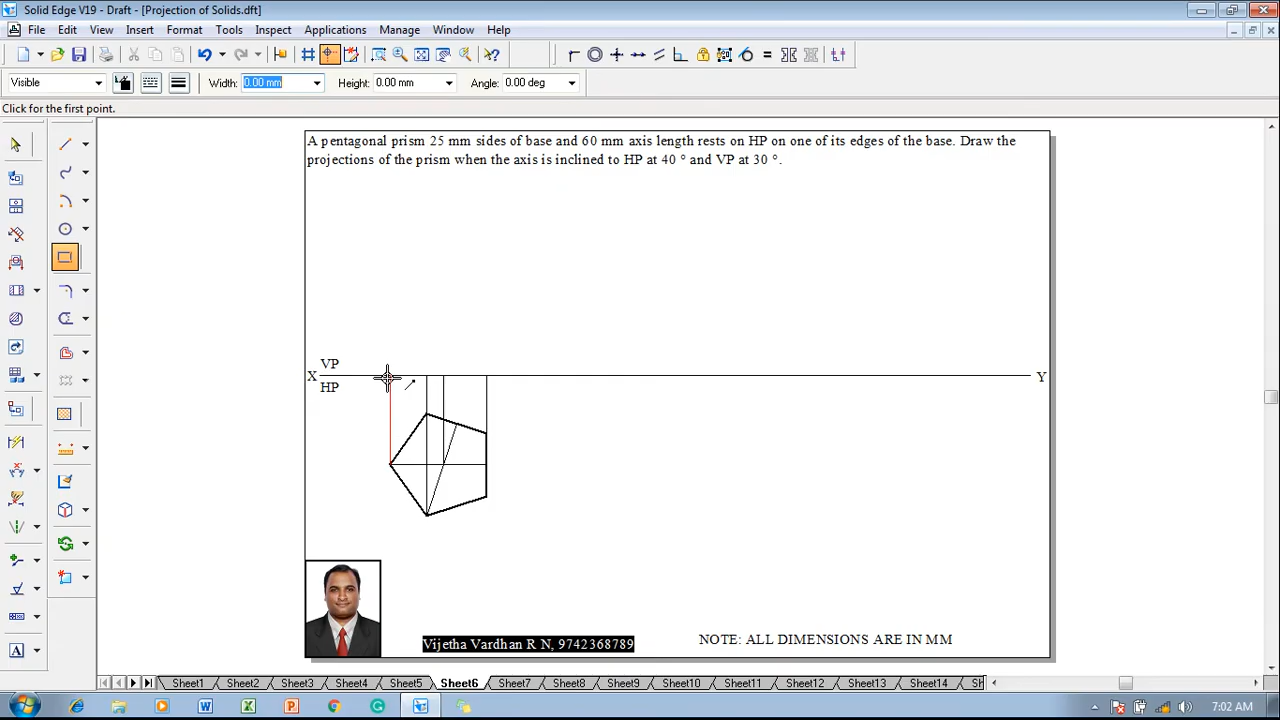 Solid Edge V19 - Draft - [Projection of Solids.dft]
File Edit View Insert Format Tools Inspect Applications Manage Window Help
Visible Width: 0.00 mm Height: 0.00 mm Angle: 0.00 deg
Click for the first point.
A pentagonal prism 25 mm sides of base and 60 mm axis length rests on HP on one of its edges of the base. Draw the
projections of the prism when the axis is inclined to HP at 40 ° and VP at 30 °.
VP
X Y
HP
Vijetha Vardhan R N, 9742368789
NOTE: ALL DIMENSIONS ARE IN MM
Sheet1 Sheet2 Sheet3 Sheet4 Sheet5 Sheet6 Sheet7 Sheet8 Sheet9 Sheet10 Sheet11 Sheet12 Sheet13 Sheet14 Sh
7:02 AM